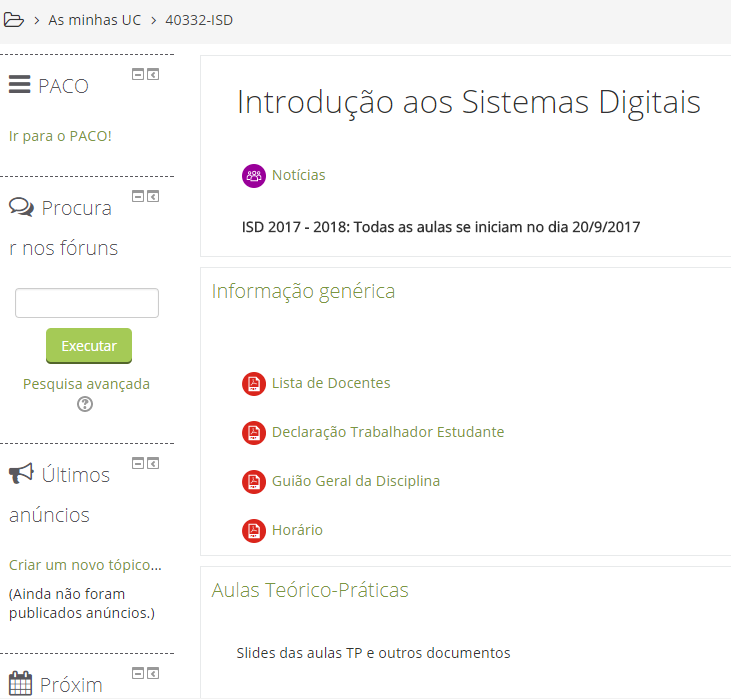 As minhas UC > 40332-ISD
PACO
Ir para o PACO!
Procura
r nos fóruns
Executar
Pesquisa avançada
Últimos
anúncios
Criar um novo tópico...
(Ainda não foram
publicados anúncios.)
Próxim
Introdução aos Sistemas Digitais
Notícias
ISD 2017 - 2018: Todas as aulas se iniciam no dia 20/9/2017
Informação genérica
Lista de Docentes
Declaração Trabalhador Estudante
Guião Geral da Disciplina
Horário
Aulas Teórico-Práticas
Slides das aulas TP e outros documentos